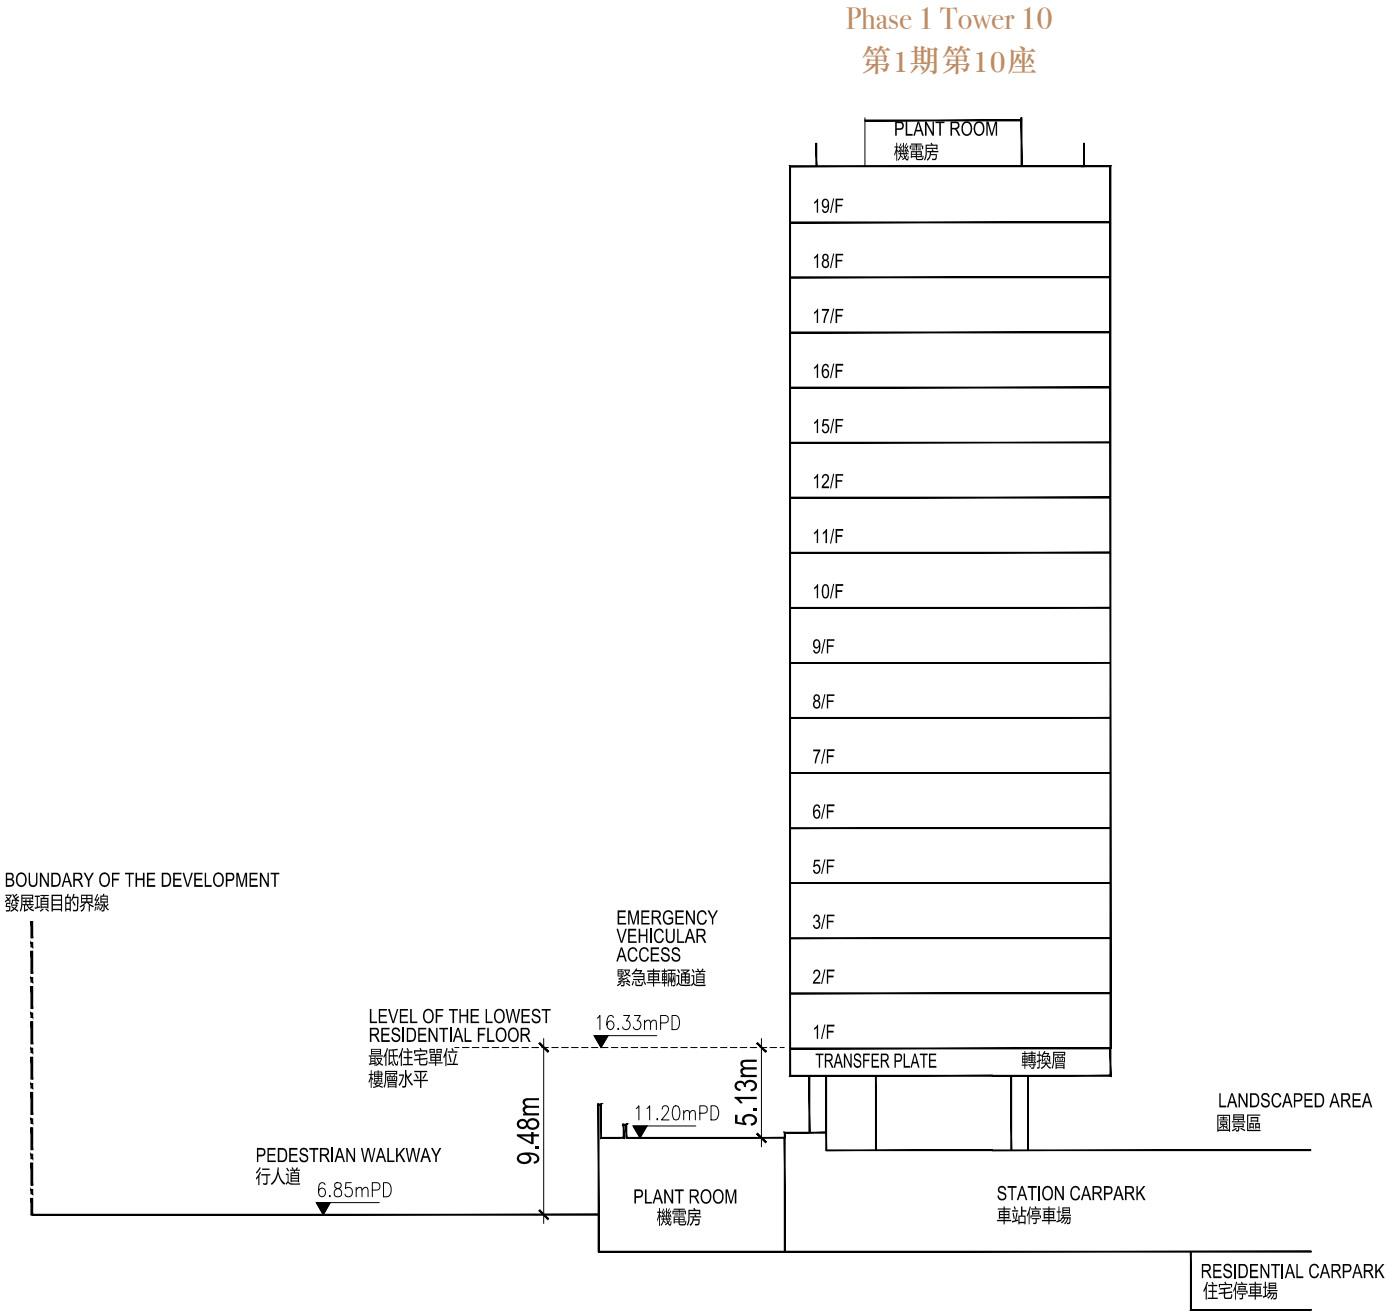 Phase 1 Tower 10
第1期第10座
PLANT ROOM
機電房
19/F
18/F
17/F
16/F
15/F
12/F
11/F
10/F
9/F
8/F
7/F
6/F
5/F
3/F
2/F
1/F
TRANSFER PLATE 轉換層
BOUNDARY OF THE DEVELOPMENT
發展項目的界線
EMERGENCY
VEHICULAR
ACCESS
緊急車輛通道
LEVEL OF THE LOWEST
RESIDENTIAL FLOOR
最低住宅單位
樓層水平
16.33mPD
9.48m
5.13m
11.20mPD
PEDESTRIAN WALKWAY
行人道
6.85mPD
PLANT ROOM
機電房
LANDSCAPED AREA
園景區
STATION CARPARK
車站停車場
RESIDENTIAL CARPARK
住宅停車場